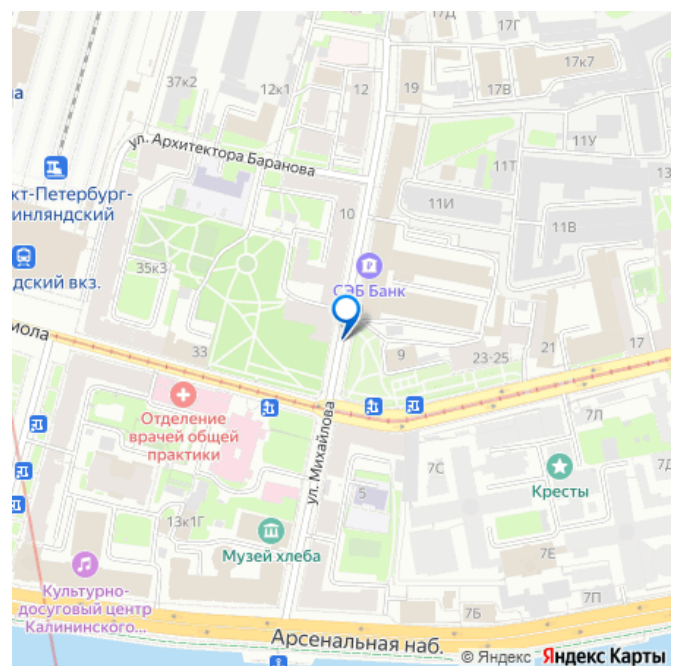 17Д
17Г
37к2
12к1
12
19
17В
17к7
на
ул. Архитектора Баранова
11У
11Т
13
кт-Петербург-
инляндский
10
11И
11В
35к3
дский вкз.
СЭБ Банк
иола
33
9
23-25
21
17
Отделение
врачей общей
практики
ул. Михайлова
7Л
7С
7Д
Кресты
5
13к1Г
Музей хлеба
7Е
Культурно-
досуговый центр
Калининского...
7Б
7П
Арсенальная наб.
© Яндекс Яндекс Карты